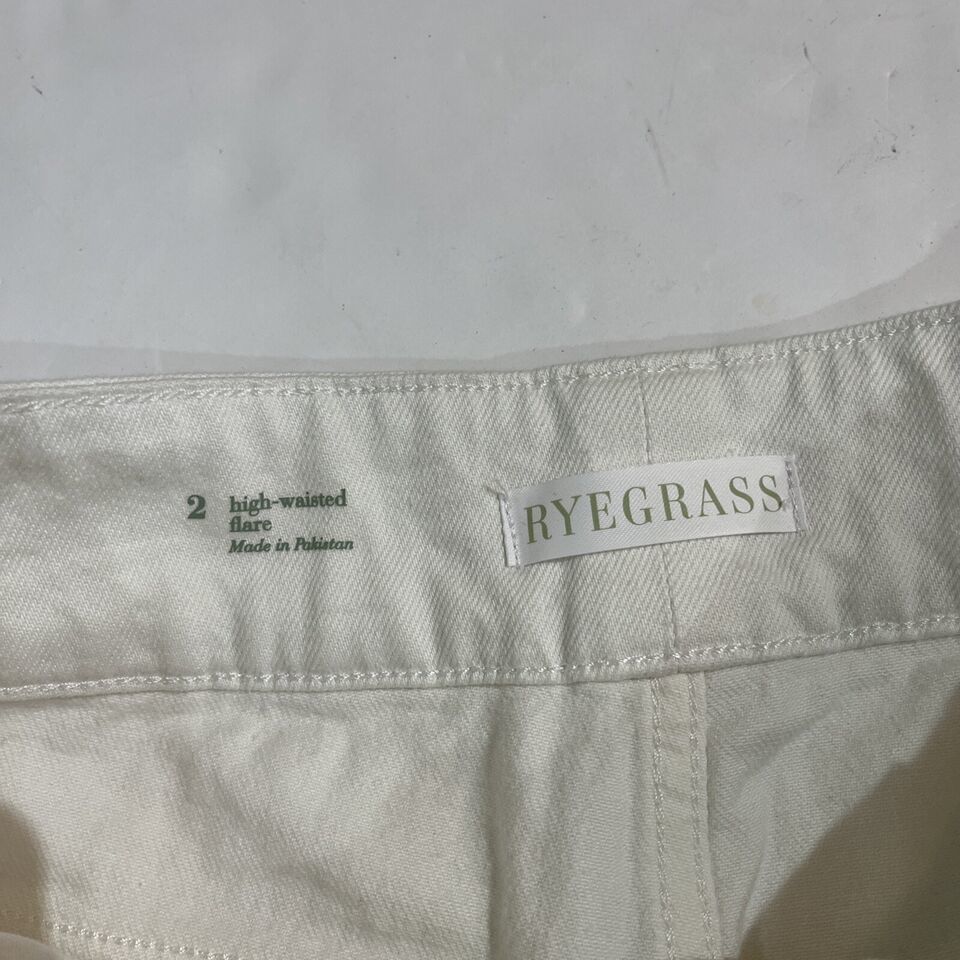 2
high-waisted
flare
Made in Pakistan
RYEGRASS